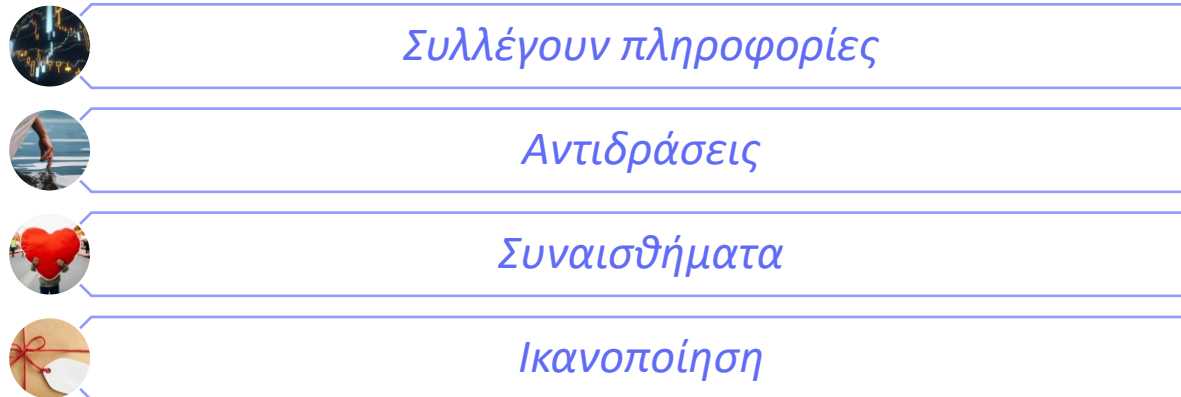 Συλλέγουν πληροφορίες
Αντιδράσεις
Συναισθήματα
Ικανοποίηση